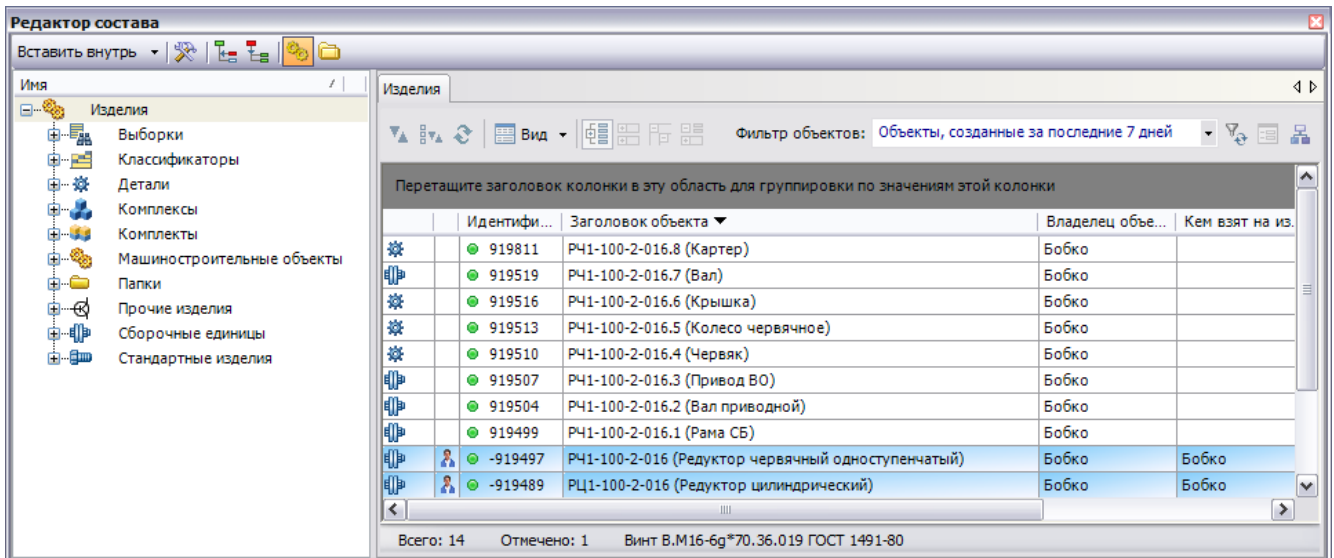 Редактор состава
Вставить внутрь
Имя
Изделия
Выборки
Классификаторы
Детали
Комплексы
Комплекты
Машиностроительные объекты
Папки
Прочие изделия
Сборочные единицы
Стандартные изделия
Изделия
Вид Фильтр объектов: Объекты, созданные за последние 7 дней
Перетащите заголовок колонки в эту область для группировки по значениям этой колонки
Идентифи... Заголовок объекта Владелец объе... Кем взят на из.
919811 РЧ1-100-2-016.8 (Картер) Бобко
919519 РЧ1-100-2-016.7 (Вал) Бобко
919516 РЧ1-100-2-016.6 (Крышка) Бобко
919513 РЧ1-100-2-016.5 (Колесо червячное) Бобко
919510 РЧ1-100-2-016.4 (Червяк) Бобко
919507 РЧ1-100-2-016.3 (Привод ВО) Бобко
919504 РЧ1-100-2-016.2 (Вал приводной) Бобко
919499 РЧ1-100-2-016.1 (Рама СБ) Бобко
-919497 РЧ1-100-2-016 (Редуктор червячный одноступенчатый) Бобко Бобко
-919489 РЦ1-100-2-016 (Редуктор цилиндрический) Бобко Бобко
Всего: 14 Отмечено: 1 Винт В.М16-6g*70.36.019 ГОСТ 1491-80